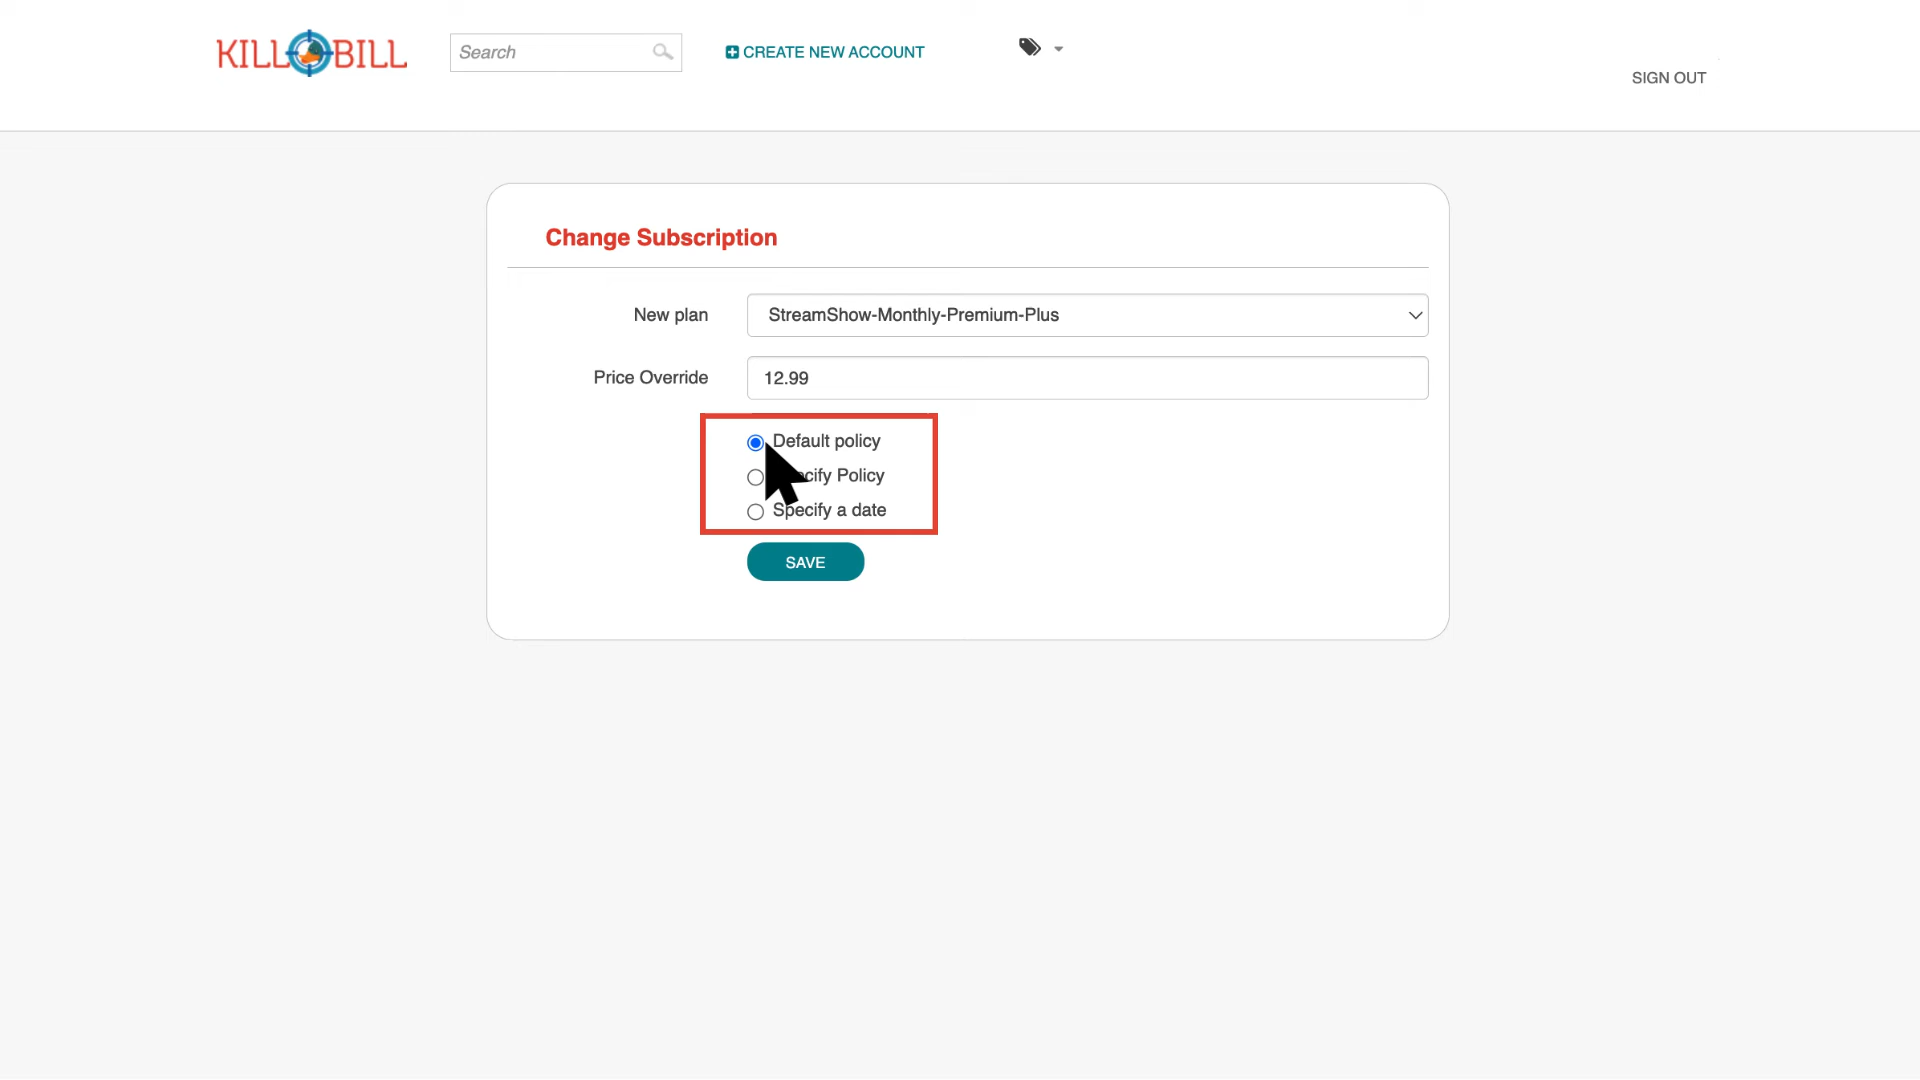 KILL BILL
Search
CREATE NEW ACCOUNT
SIGN OUT
Change Subscription
New plan
StreamShow-Monthly-Premium-Plus
Price Override
12.99
Default policy
Policy
Specify a date
SAVE